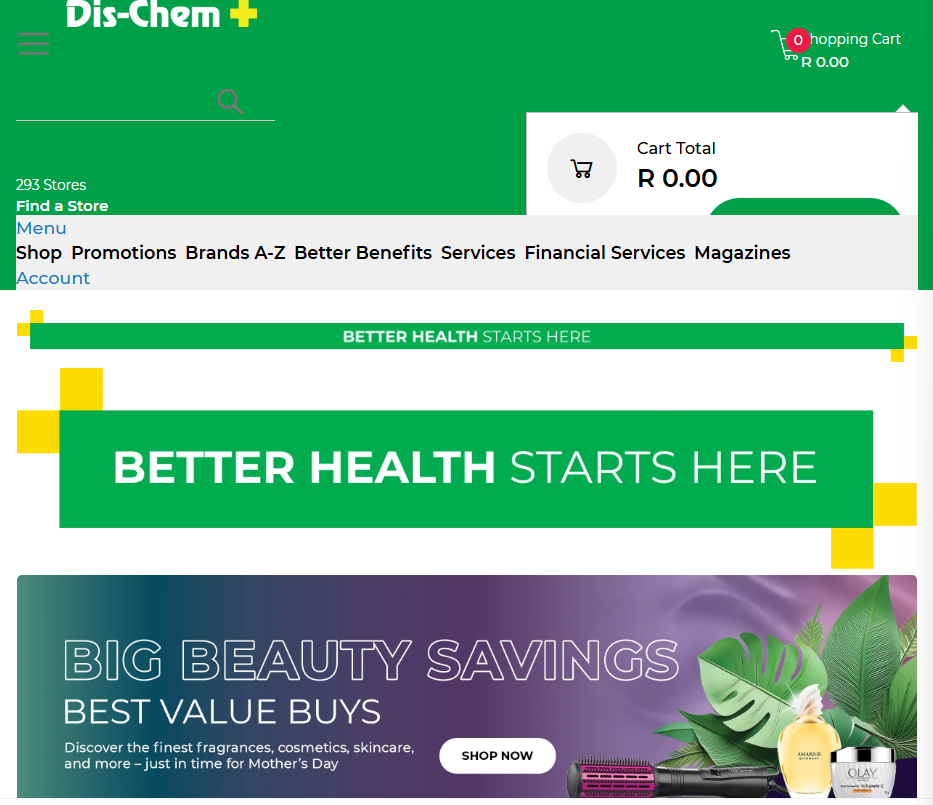 Dis-Chem
0 hopping Cart
R 0.00
Cart Total
R 0.00
293 Stores
Find a Store
Menu
Shop Promotions Brands A-Z Better Benefits Services Financial Services Magazines
Account
BETTER HEALTH STARTS HERE
BETTER HEALTH STARTS HERE
BIG BEAUTY SAVINGS
BEST VALUE BUYS
Discover the finest fragrances, cosmetics, skincare,
and more – just in time for Mother's Day
SHOP NOW
AMARIGE
GIVENCHY
OLAY
VITAMIN C